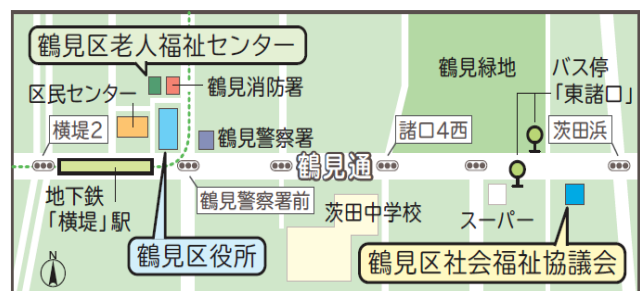 鶴見区老人福祉センター
鶴見緑地
バス停
「東諸口」
区民センター
鶴見消防署
横堤2
鶴見警察署
諸口4西
茨田浜
鶴見通
地下鉄
「横堤」駅
鶴見警察署前
茨田中学校
スーパー
鶴見区役所
鶴見区社会福祉協議会
N